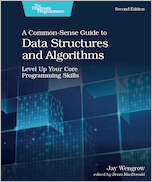 The Pragmatic Programmers
Second Edition
A Common-Sense Guide to
Data Structures and
Algorithms
Level Up Your Core
Programming Skills
Jay Wengrow
edited by Brian MacDonald